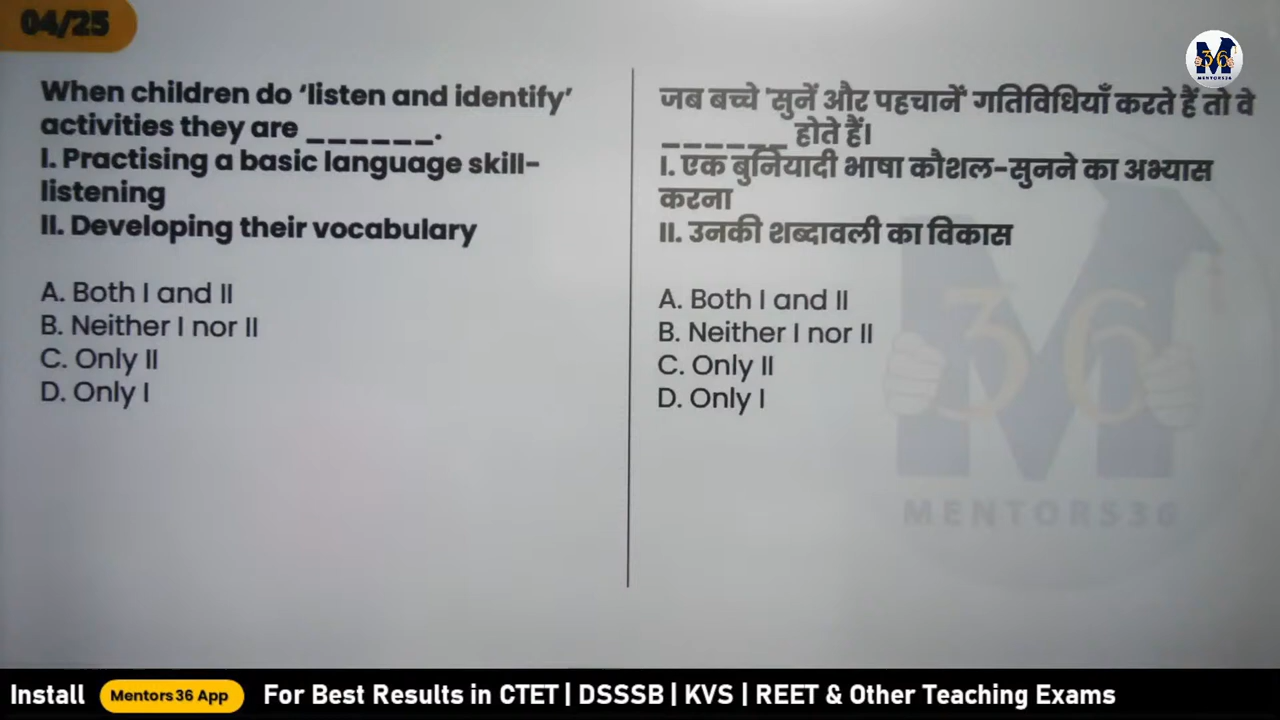 04/25
When children do ‘listen and identify’
activities they are ______.
I. Practising a basic language skill-
listening
II. Developing their vocabulary
A. Both I and II
B. Neither I nor II
C. Only II
D. Only I
जब बच्चे 'सुनें और पहचानें' गतिविधियाँ करते हैं तो वे
______ होते हैं।
I. एक बुनियादी भाषा कौशल-सुनने का अभ्यास
करना
II. उनकी शब्दावली का विकास
A. Both I and II
B. Neither I nor II
C. Only II
D. Only I
M
36
MENTORS36
36
MENTORS36
Install Mentors36 App For Best Results in CTET | DSSSB | KVS | REET & Other Teaching Exams